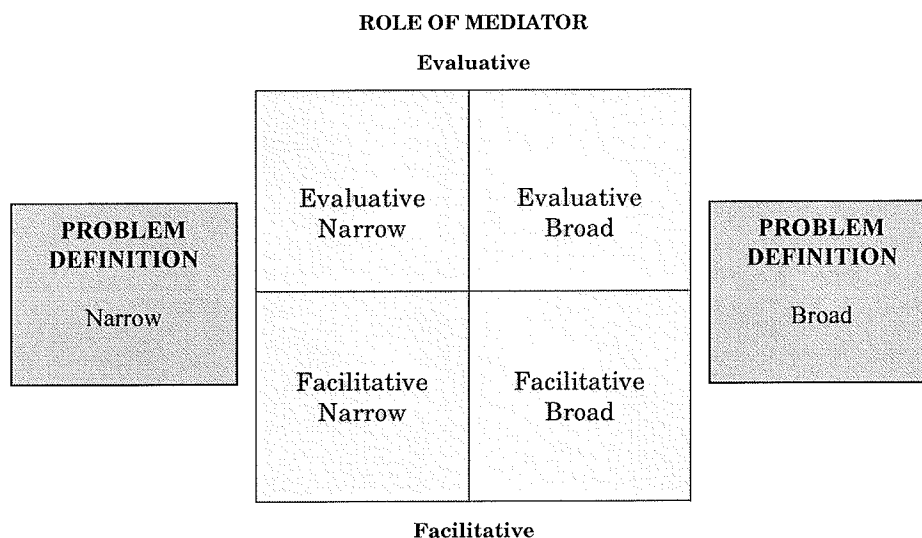 ROLE OF MEDIATOR
Evaluative
Evaluative
Narrow
Evaluative
Broad
PROBLEM
DEFINITION
Narrow
PROBLEM
DEFINITION
Broad
Facilitative
Narrow
Facilitative
Broad
Facilitative